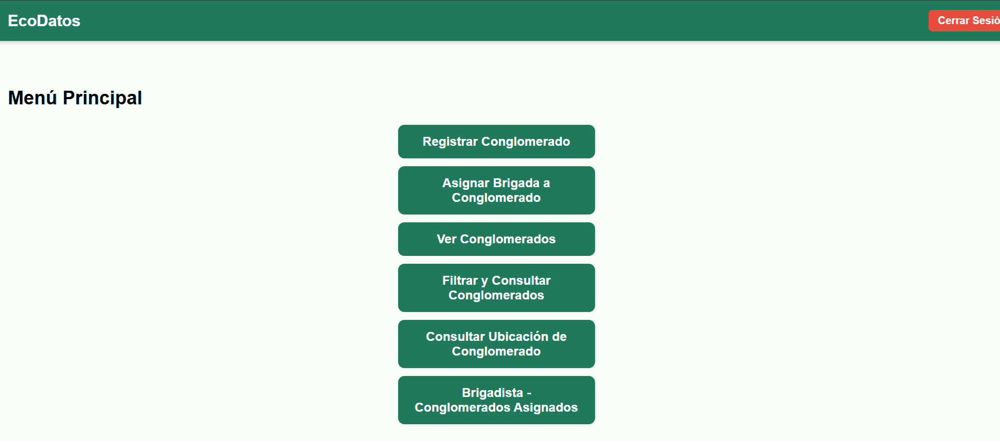 EcoDatos
Cerrar Sesió
Menú Principal
Registrar Conglomerado
Asignar Brigada a
Conglomerado
Ver Conglomerados
Filtrar y Consultar
Conglomerados
Consultar Ubicación de
Conglomerado
Brigadista -
Conglomerados Asignados